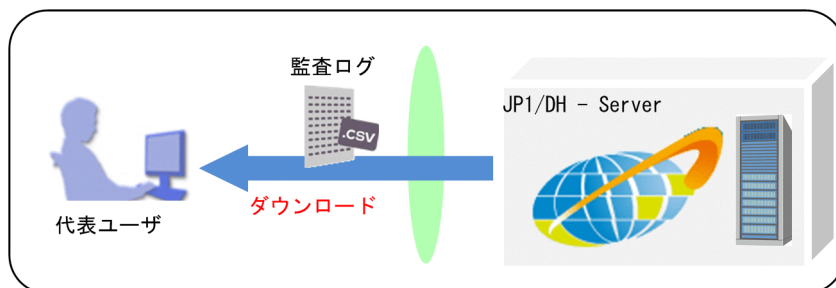 監査ログ
.CSV
JP1/DH － Server
ダウンロード
代表ユーザ